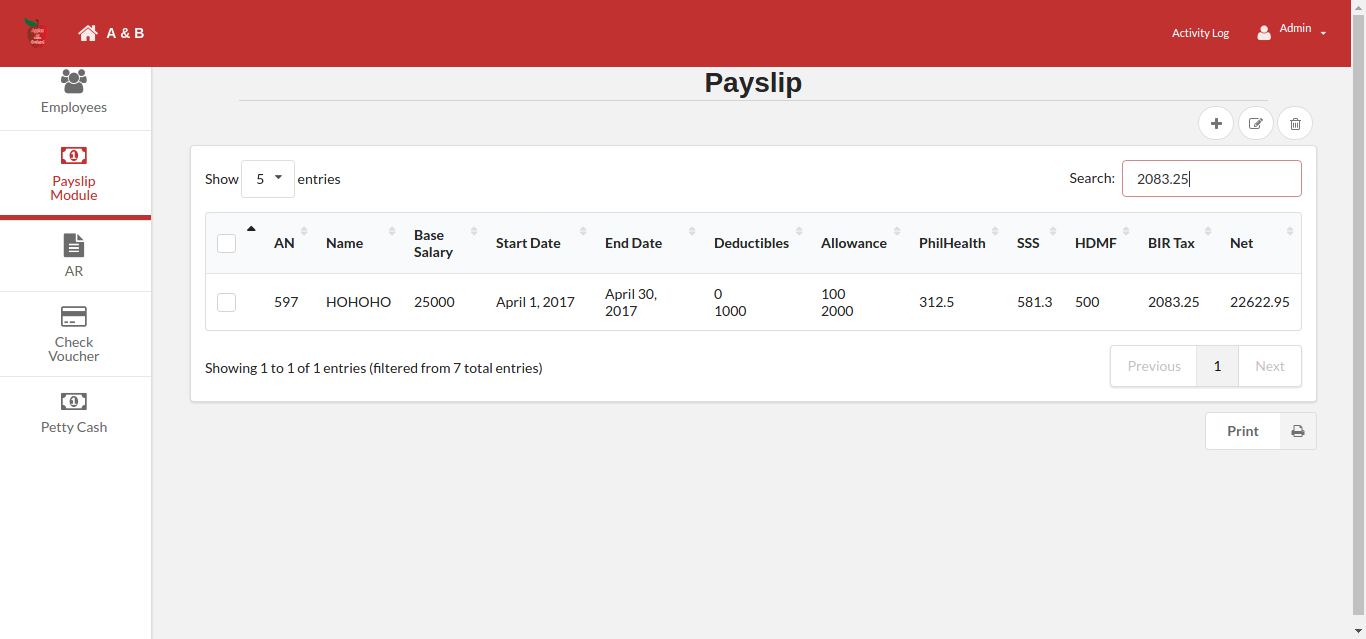 A & B
Activity Log
Admin
Employees
Payslip
Module
AR
Check
Voucher
Petty Cash
Payslip
Show 5 entries
Search: 2083.25
AN Name Base Salary Start Date End Date Deductibles Allowance PhilHealth SSS HDMF BIR Tax Net
597 HOHOHO 25000 April 1, 2017 April 30, 2017 0 1000 100 2000 312.5 581.3 500 2083.25 22622.95
Showing 1 to 1 of 1 entries (filtered from 7 total entries)
Previous 1 Next
Print